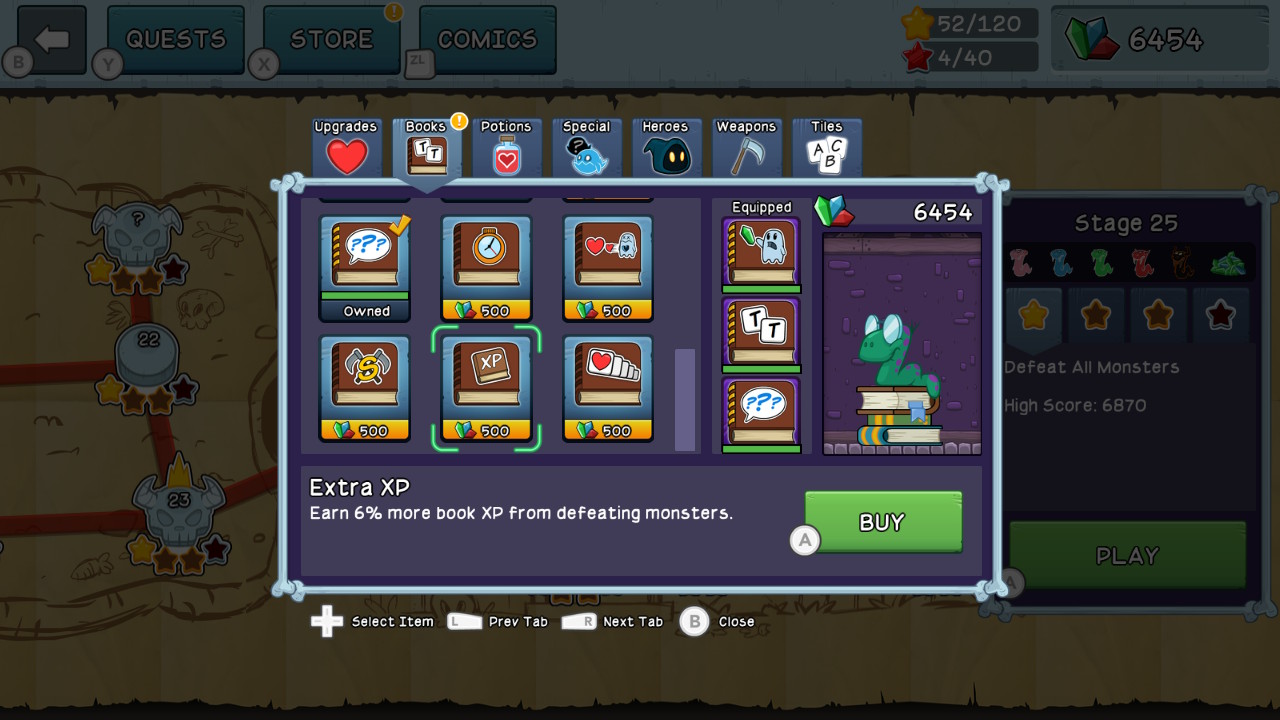 QUESTS
STORE
COMICS
52/120
4/40
6454
B
Y
X
ZL
Upgrades
Books
Potions
Special
Heroes
Weapons
Tiles
T T
A C B
???
Owned
500
500
S
500
XP
500
500
Equipped
6454
T T
???
Extra XP
Earn 6% more book XP from defeating monsters.
BUY
A
Stage 25
Defeat All Monsters
High Score: 6870
PLAY
A
?
22
23
Select Item
L
Prev Tab
R
Next Tab
B
Close